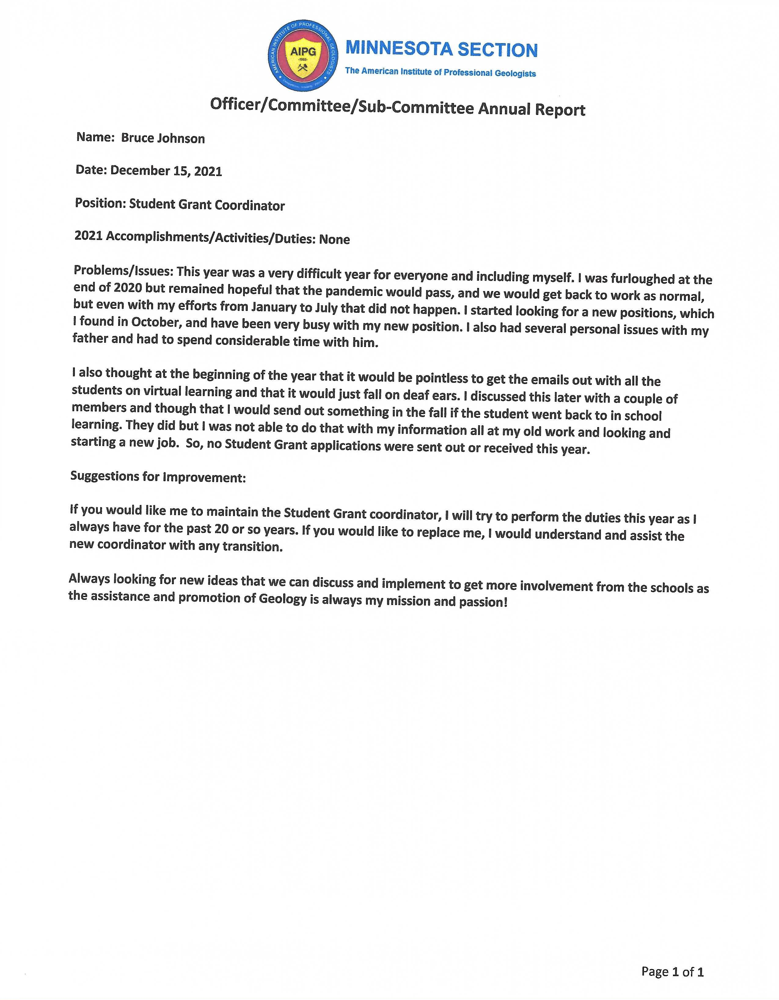 AMERICAN INSTITUTE OF PROFESSIONAL GEOLOGISTS
AIPG
MINNESOTA SECTION
The American Institute of Professional Geologists
Officer/Committee/Sub-Committee Annual Report
Name:  Bruce Johnson
Date: December 15, 2021
Position: Student Grant Coordinator
2021 Accomplishments/Activities/Duties: None
Problems/Issues: This year was a very difficult year for everyone and including myself. I was furloughed at the
end of 2020 but remained hopeful that the pandemic would pass, and we would get back to work as normal,
but even with my efforts from January to July that did not happen. I started looking for a new positions, which
I found in October, and have been very busy with my new position. I also had several personal issues with my
father and had to spend considerable time with him.
I also thought at the beginning of the year that it would be pointless to get the emails out with all the
students on virtual learning and that it would just fall on deaf ears. I discussed this later with a couple of
members and though that I would send out something in the fall if the student went back to in school
learning. They did but I was not able to do that with my information all at my old work and looking and
starting a new job.  So, no Student Grant applications were sent out or received this year.
Suggestions for Improvement:
If you would like me to maintain the Student Grant coordinator, I will try to perform the duties this year as I
always have for the past 20 or so years. If you would like to replace me, I would understand and assist the
new coordinator with any transition.
Always looking for new ideas that we can discuss and implement to get more involvement from the schools as
the assistance and promotion of Geology is always my mission and passion!
Page 1 of 1